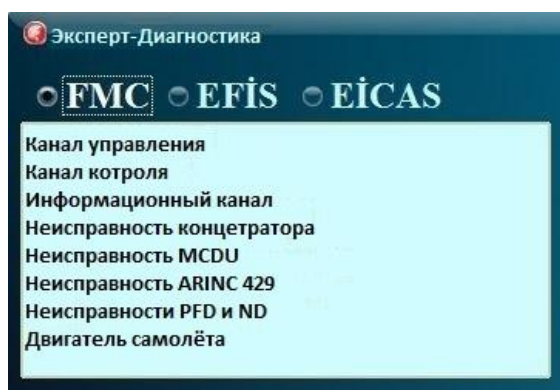 Эксперт-Диагностика
FMC EFİS EİCAS
Канал управления
Канал котроля
Информационный канал
Неисправность концетратора
Неисправность MCDU
Неисправность ARINC 429
Неисправности PFD и ND
Двигатель самолёта